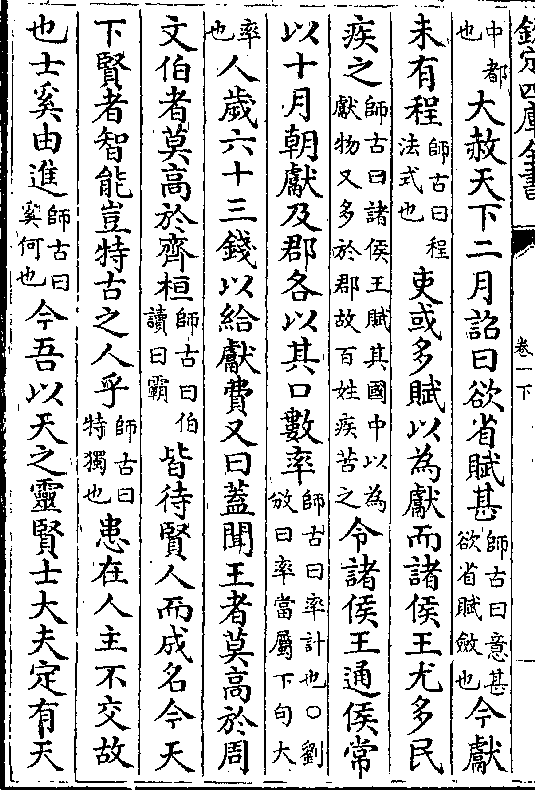 欽定四庫全書 卷一下
中都也大赦天下二月詔曰欲省賦甚師古曰意甚欲省賦斂也今獻
未有程師古曰程法式也吏或多賦以為獻而諸侯王尤多民
疾之師古曰諸侯王賦其國中以為獻物又多於郡故百姓疾苦之令諸侯王通侯常
以十月朝獻及郡各以其口數率師古曰率計也○劉攽曰率當屬下句大
率也人歲六十三錢以給獻費又曰蓋聞王者莫高於周
文伯者莫高於齊桓師古曰伯讀曰霸皆待賢人而成名今天
下賢者智能豈特古之人乎師古曰特獨也患在人主不交故
也士奚由進師古曰奚何也今吾以天之靈賢士大夫定有天